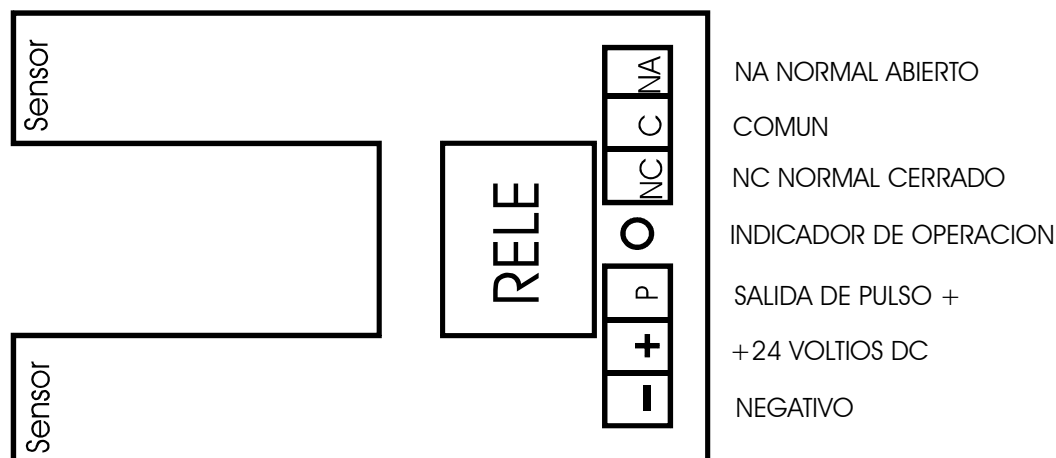 Sensor
NA
NA NORMAL ABIERTO
C
COMUN
NC
NC NORMAL CERRADO
RELE
INDICADOR DE OPERACION
P
SALIDA DE PULSO +
+
+24 VOLTIOS DC
-
NEGATIVO
Sensor